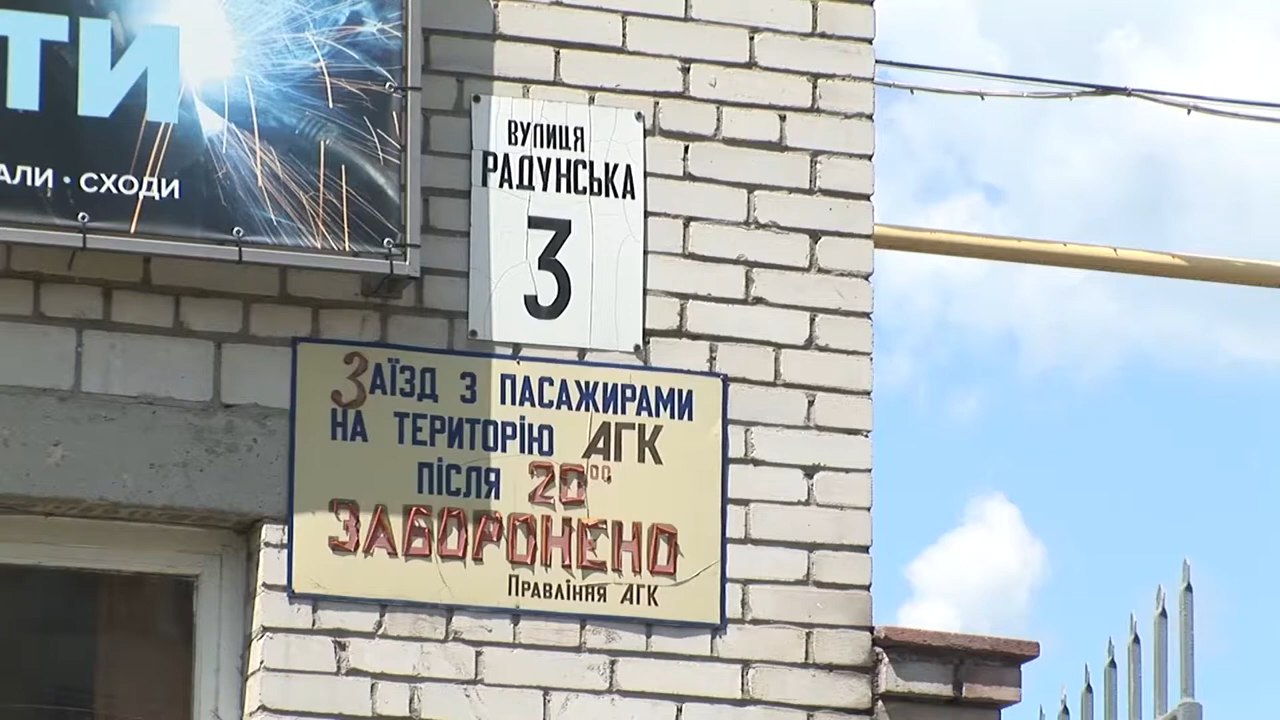 ТИ
АЛИ · СХОДИ
ВУЛИЦЯ
РАДУНСЬКА
3
ЗАЇЗД З ПАСАЖИРАМИ
НА ТЕРИТОРІЮ АГК
ПІСЛЯ 20⁰⁰
ЗАБОРОНЕНО
Правління АГК